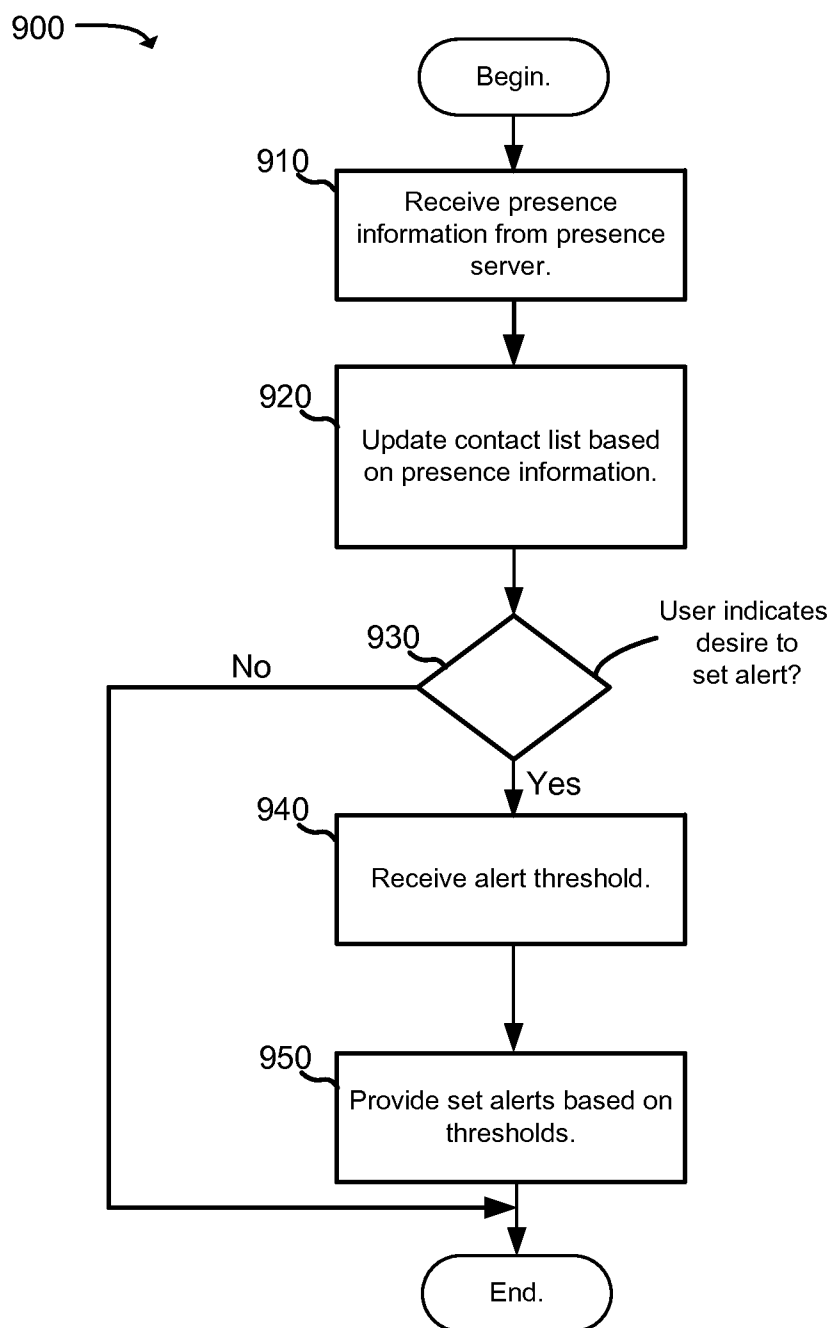 900
Begin.
910
Receive presence
information from presence
server.
920
Update contact list based
on presence information.
930
User indicates
desire to
set alert?
No
Yes
940
Receive alert threshold.
950
Provide set alerts based on
thresholds.
End.